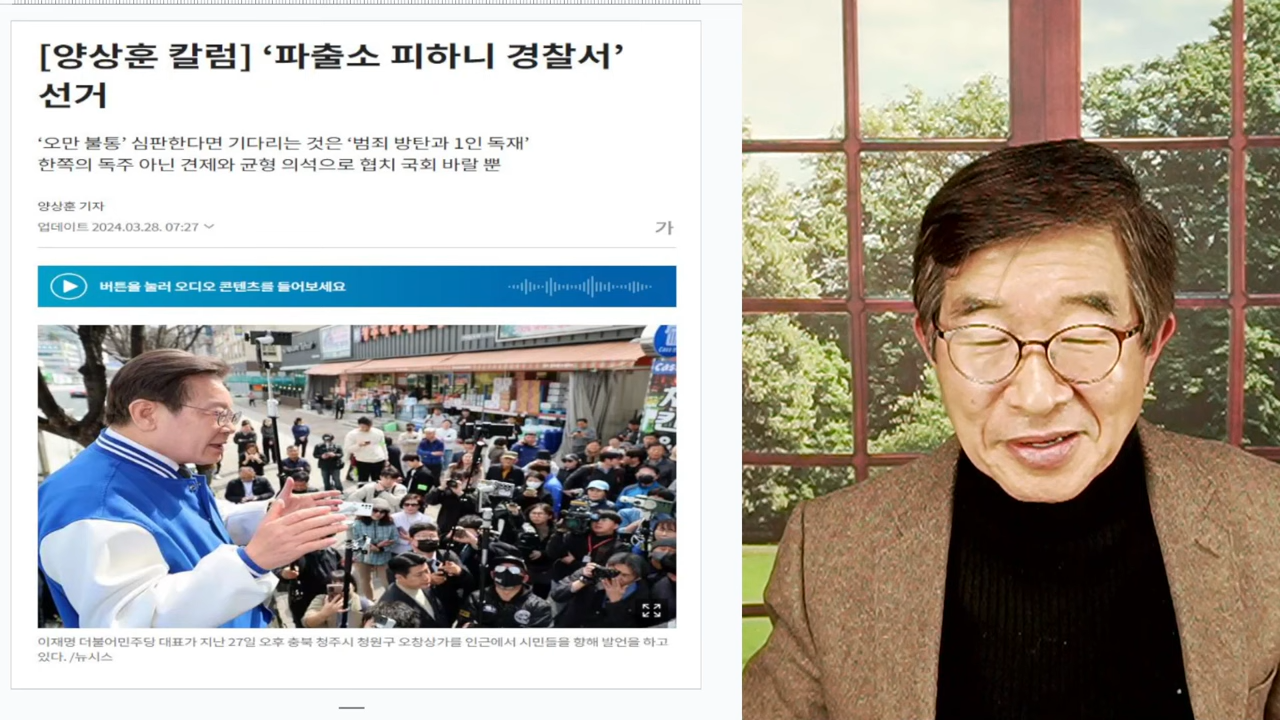 [양상훈 칼럼] ‘파출소 피하니 경찰서’
선거
‘오만 불통’ 심판한다면 기다리는 것은 ‘범죄 방탄과 1인 독재’
한쪽의 독주 아닌 견제와 균형 의석으로 협치 국회 바랄 뿐
양상훈 기자
업데이트 2024.03.28. 07:27
가
버튼을 눌러 오디오 콘텐츠를 들어보세요
이재명 더불어민주당 대표가 지난 27일 오후 충북 청주시 청원구 오창상가를 인근에서 시민들을 향해 발언을 하고
있다. /뉴시스